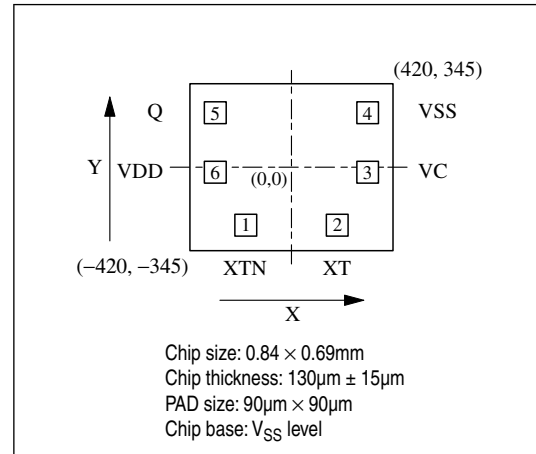 (420, 345)
Q 5 4 VSS
Y VDD 6 (0,0) 3 VC
1 2
(−420, −345) XTN XT
X
Chip size: 0.84 × 0.69mm
Chip thickness: 130µm ± 15µm
PAD size: 90µm × 90µm
Chip base: VSS level